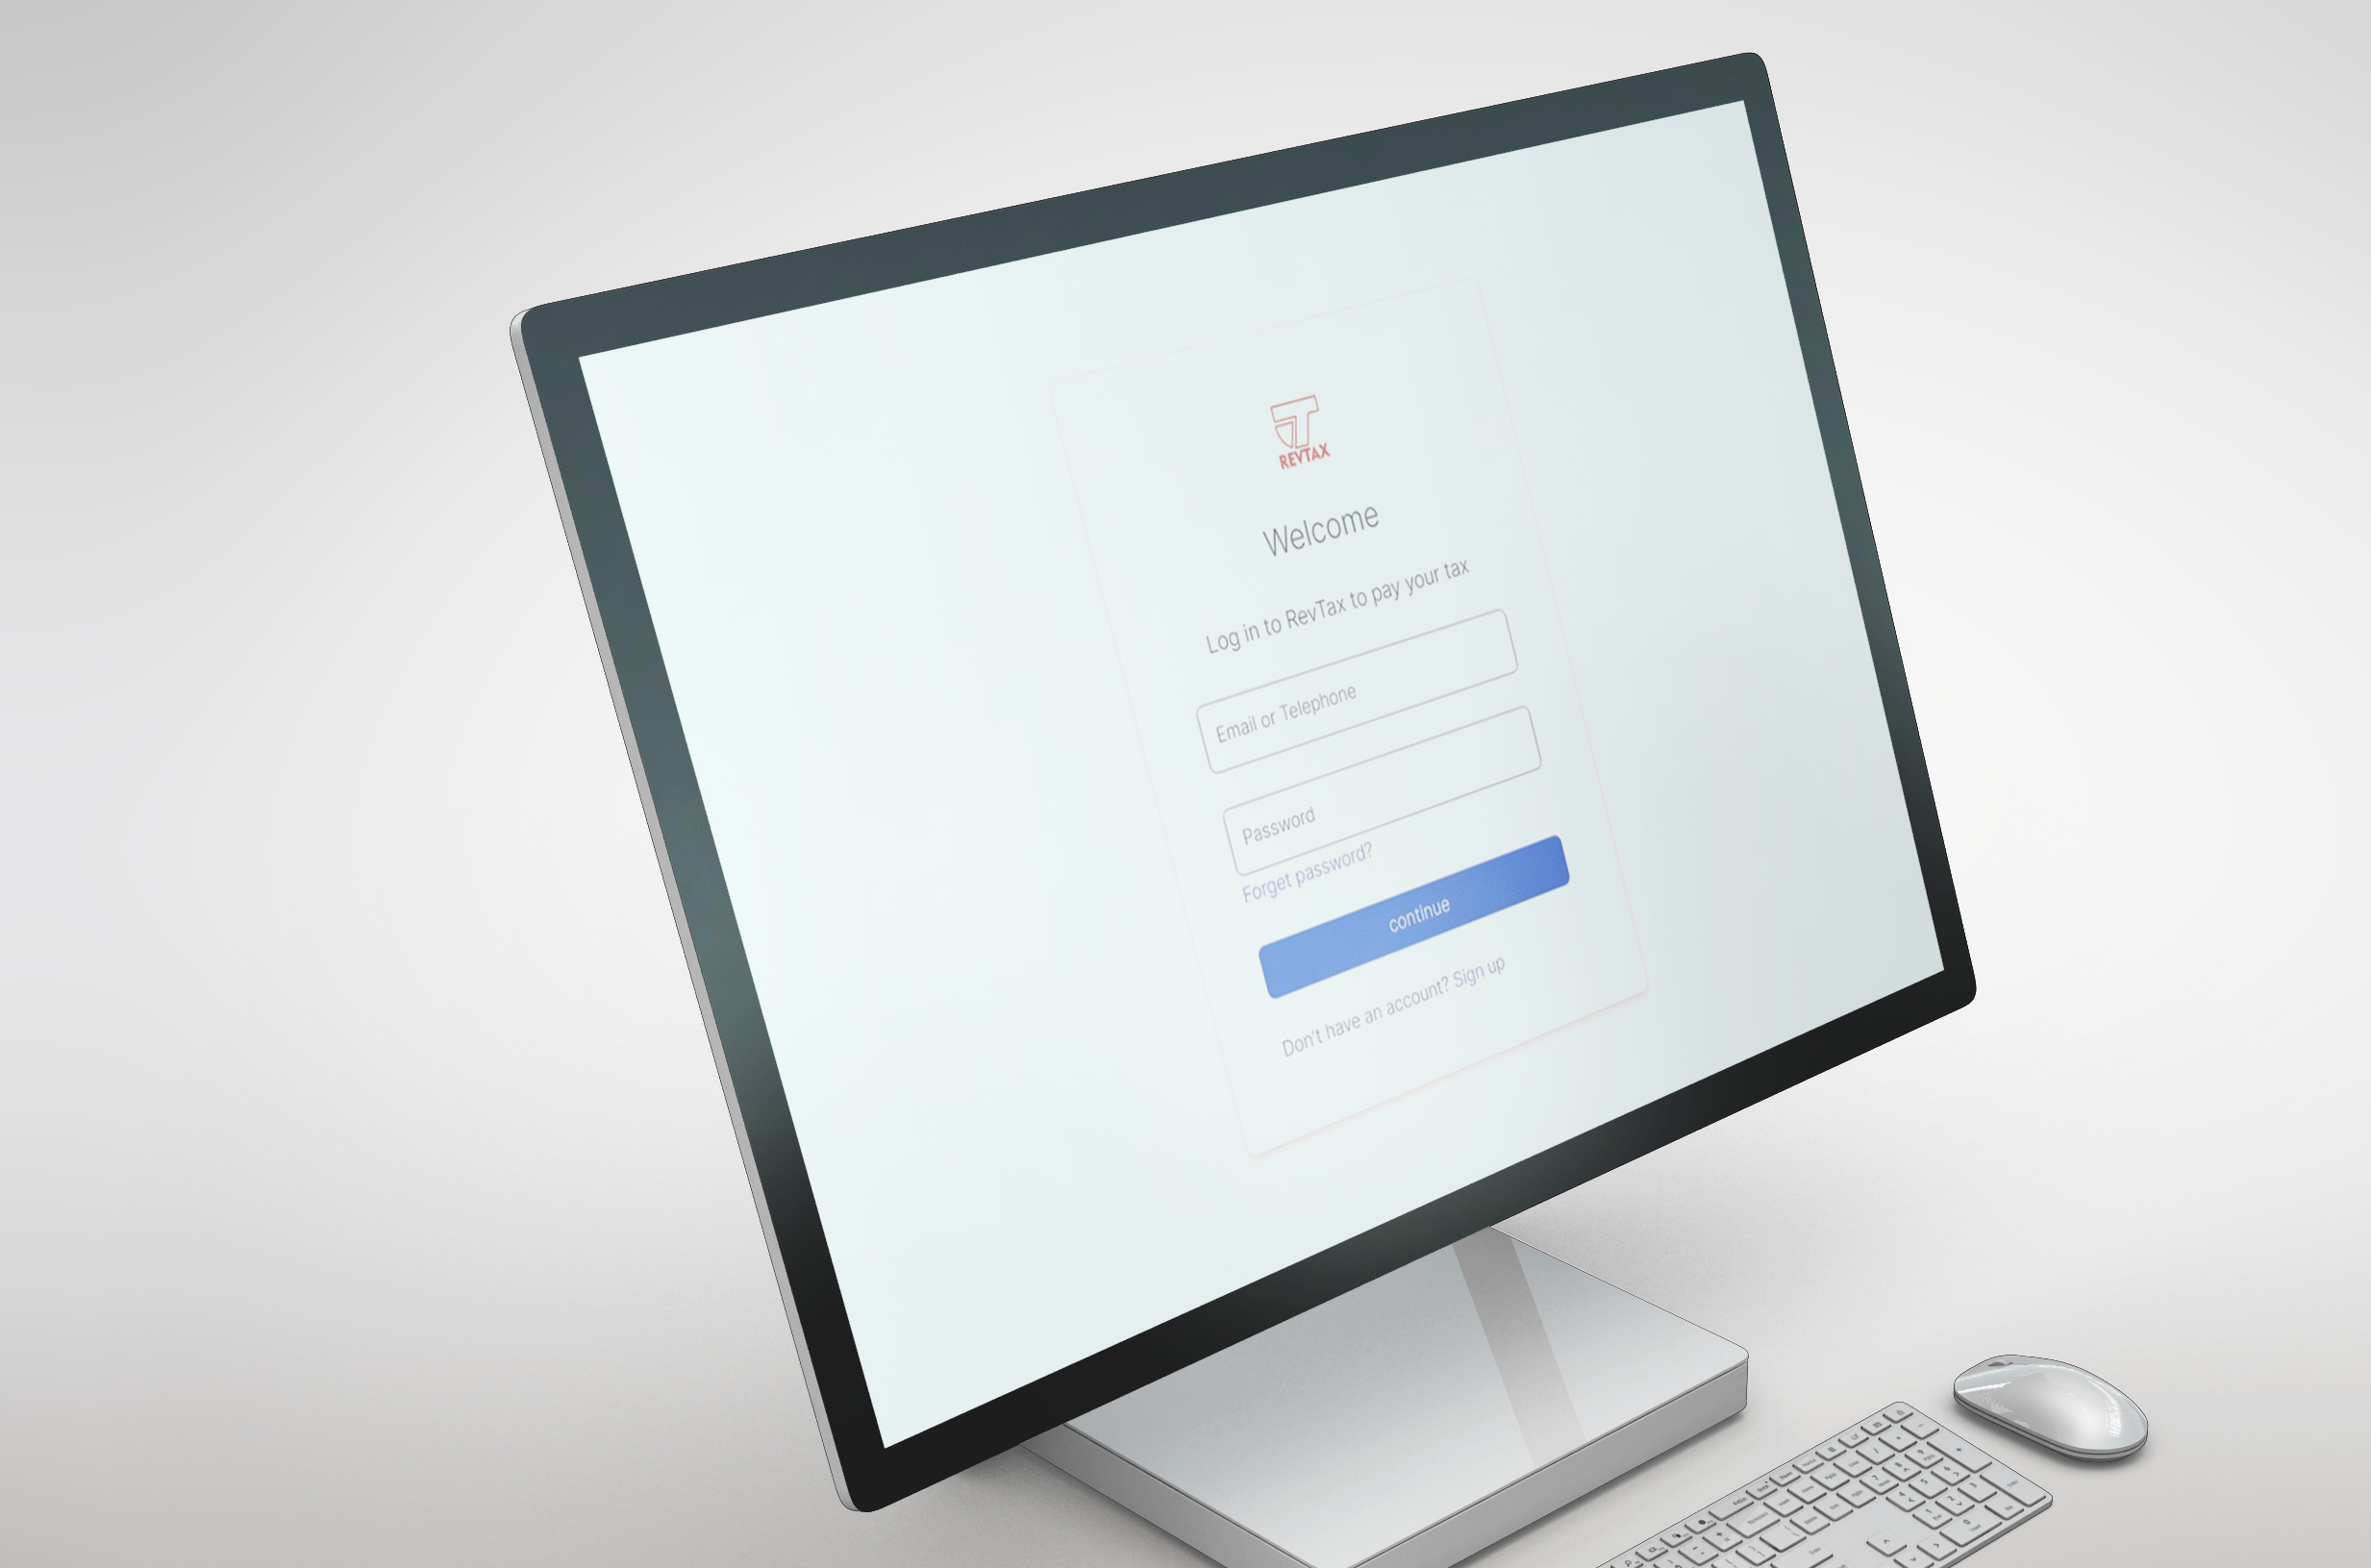 REVTAX
Welcome
Log in to RevTax to pay your tax
Email or Telephone
Password
Forget password?
continue
Don't have an account? Sign up